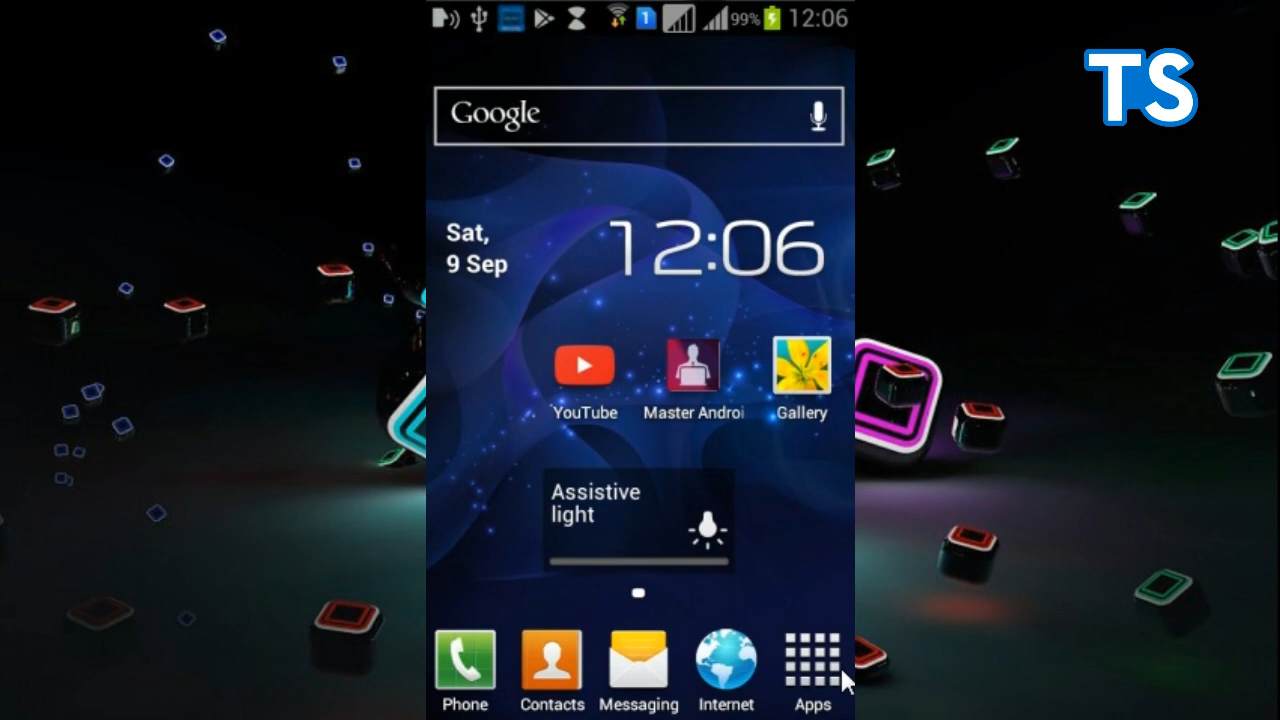 1
99%
12:06
TS
Google
Sat,
9 Sep
12:06
YouTube
Master Androi
Gallery
Assistive
light
Phone
Contacts
Messaging
Internet
Apps